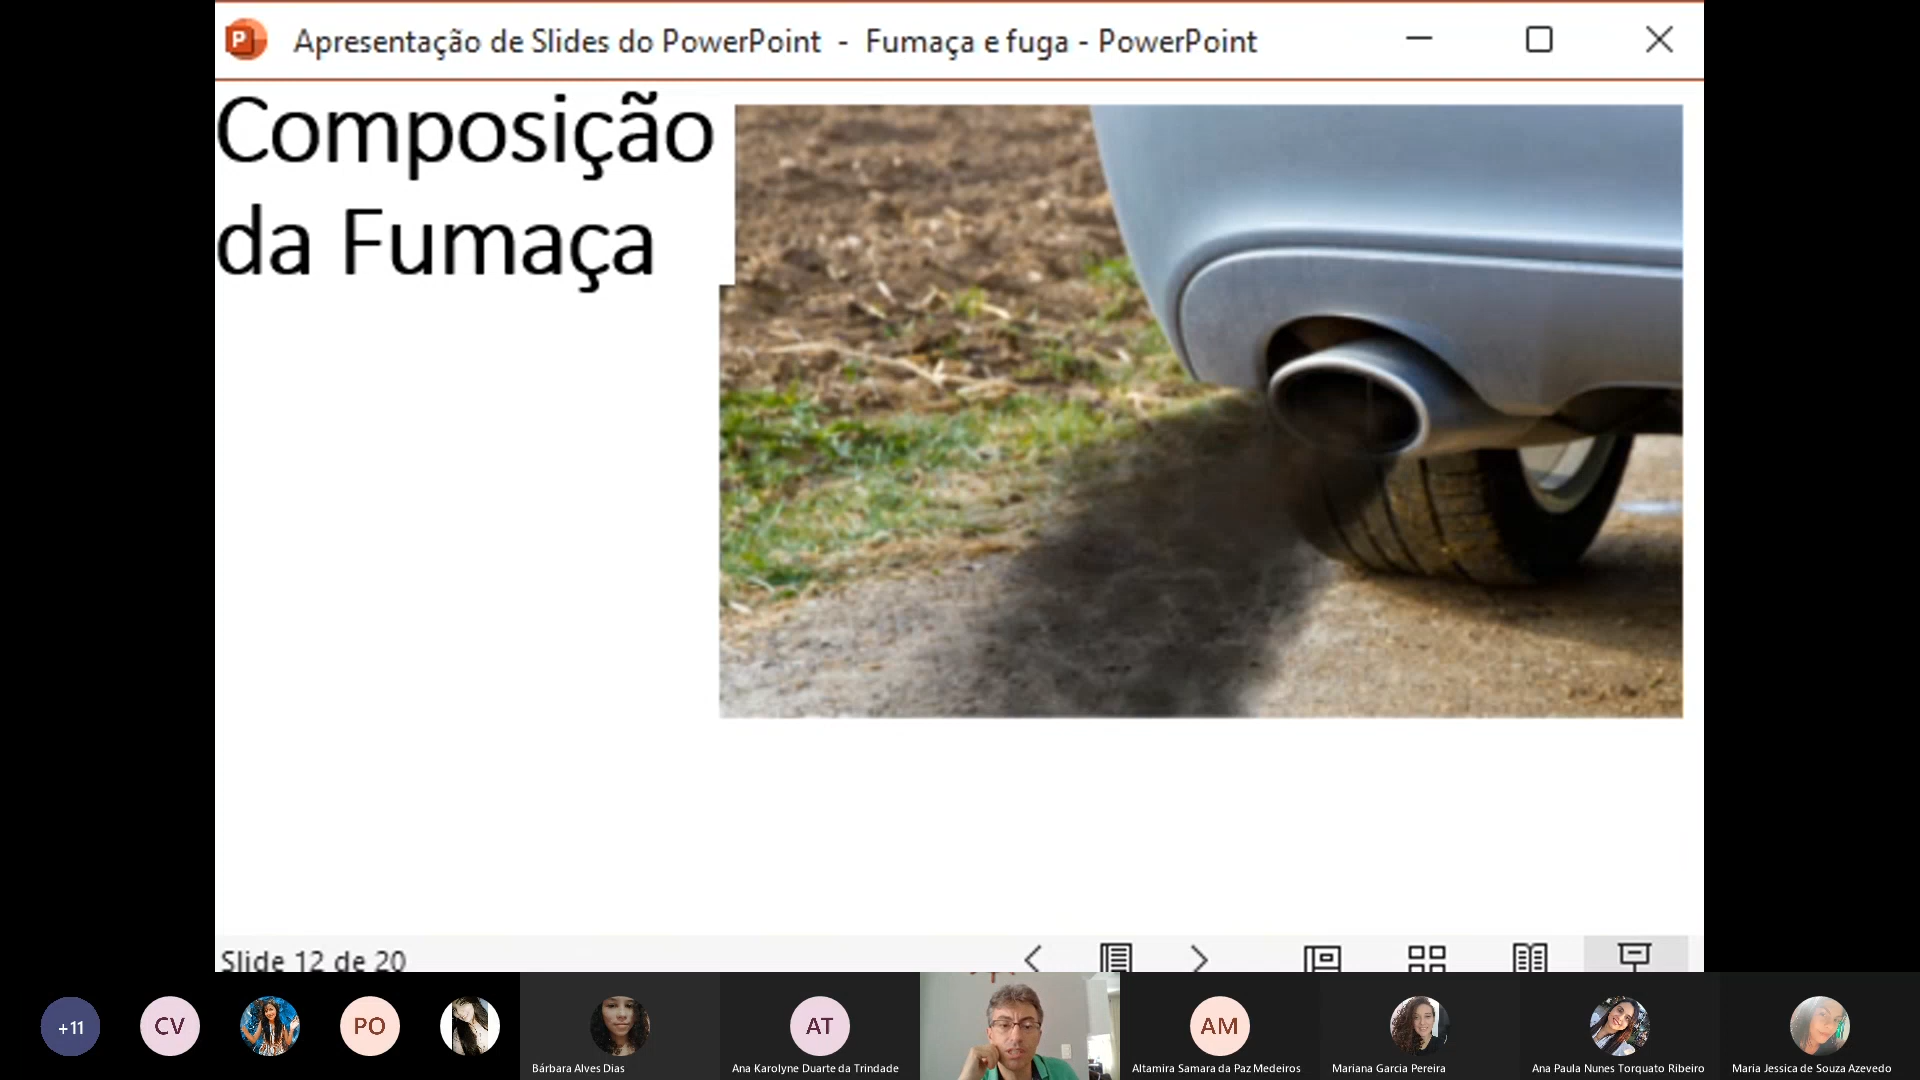 P Apresentação de Slides do PowerPoint - Fumaça e fuga - PowerPoint
Composição
da Fumaça
Slide 12 de 20
+11
CV
PO
AT
AM
Bárbara Alves Dias
Ana Karolyne Duarte da Trindade
Altamira Samara da Paz Medeiros
Mariana Garcia Pereira
Ana Paula Nunes Torquato Ribeiro
Maria Jessica de Souza Azevedo